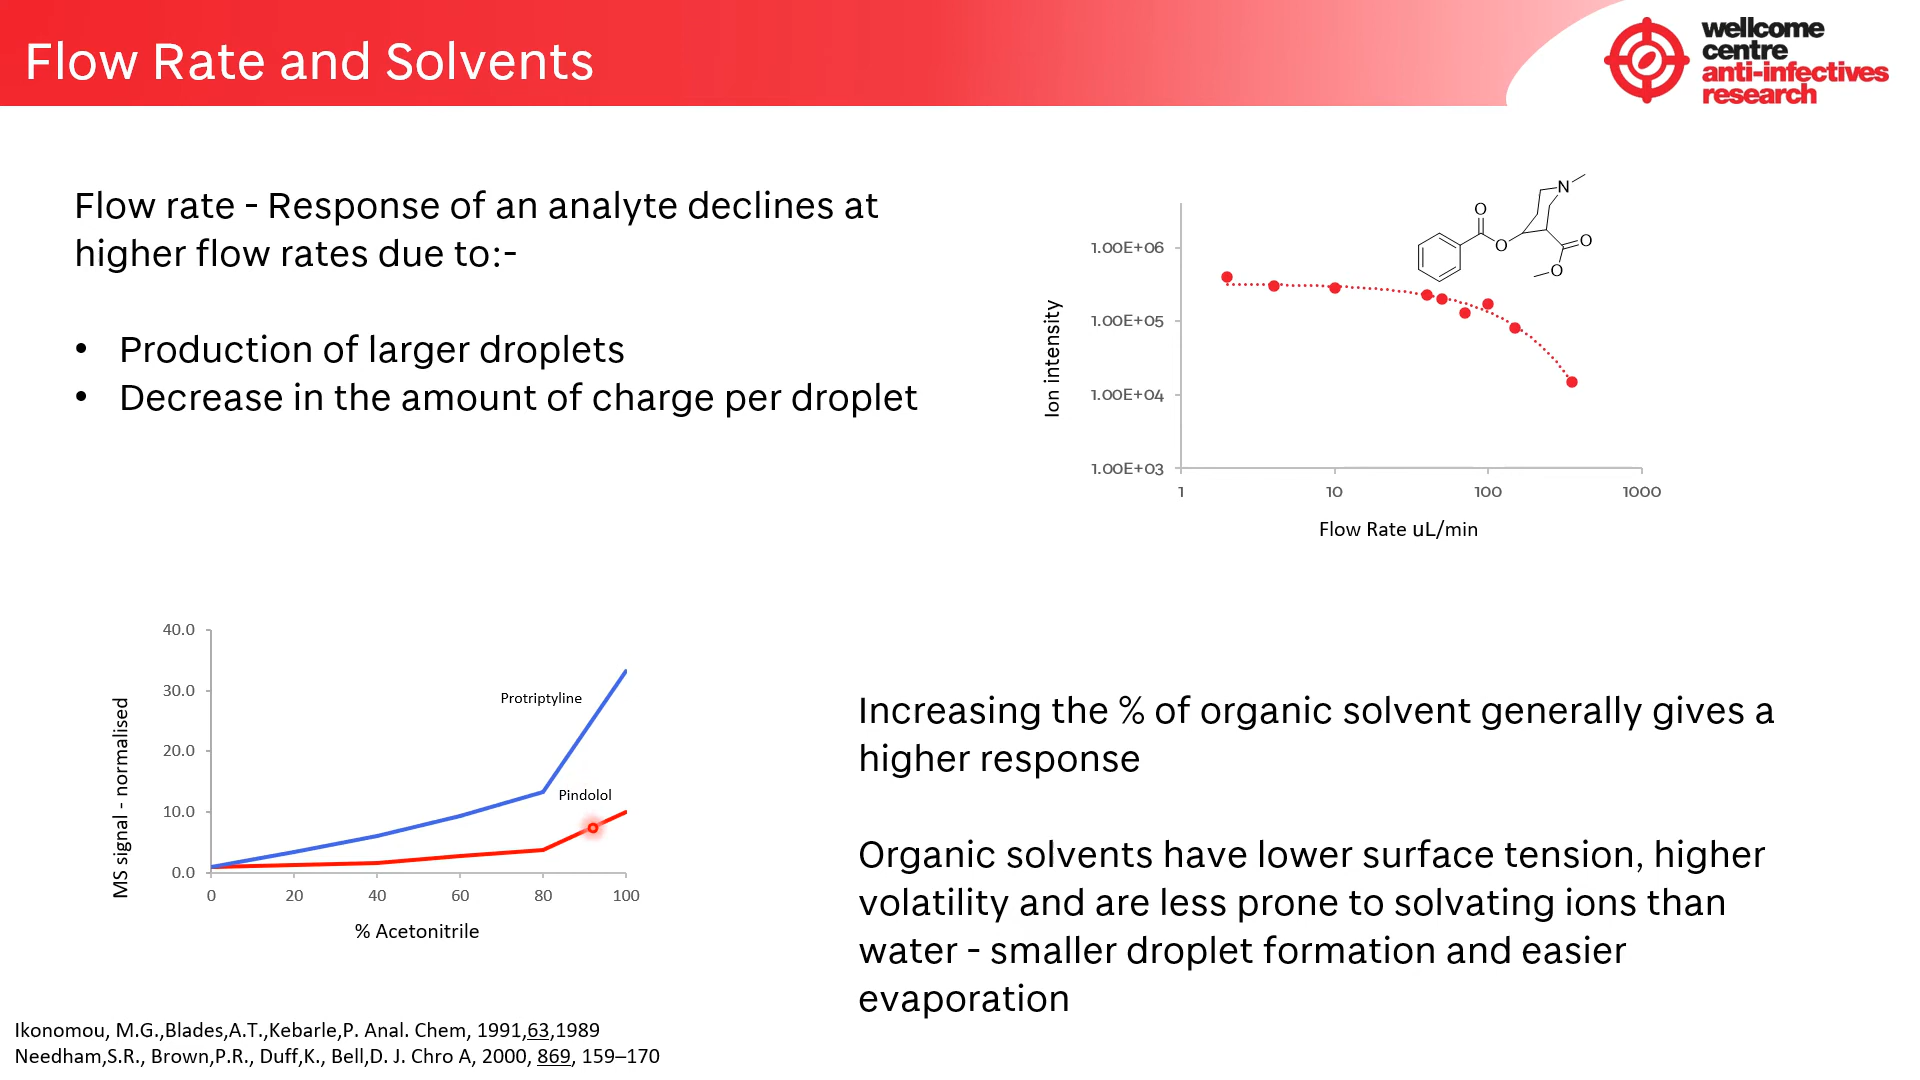 Flow Rate and Solvents
wellcome
centre
anti-infectives
research
Flow rate - Response of an analyte declines at
higher flow rates due to:-
• Production of larger droplets
• Decrease in the amount of charge per droplet
Ion intensity
1.00E+06
1.00E+05
1.00E+04
1.00E+03
1 10 100 1000
Flow Rate uL/min
N
O
O
O
O
MS signal - normalised
40.0
30.0
20.0
10.0
0.0
Protriptyline
Pindolol
0 20 40 60 80 100
% Acetonitrile
Increasing the % of organic solvent generally gives a
higher response
Organic solvents have lower surface tension, higher
volatility and are less prone to solvating ions than
water - smaller droplet formation and easier
evaporation
Ikonomou, M.G.,Blades,A.T.,Kebarle,P. Anal. Chem, 1991,63,1989
Needham,S.R., Brown,P.R., Duff,K., Bell,D. J. Chro A, 2000, 869, 159–170